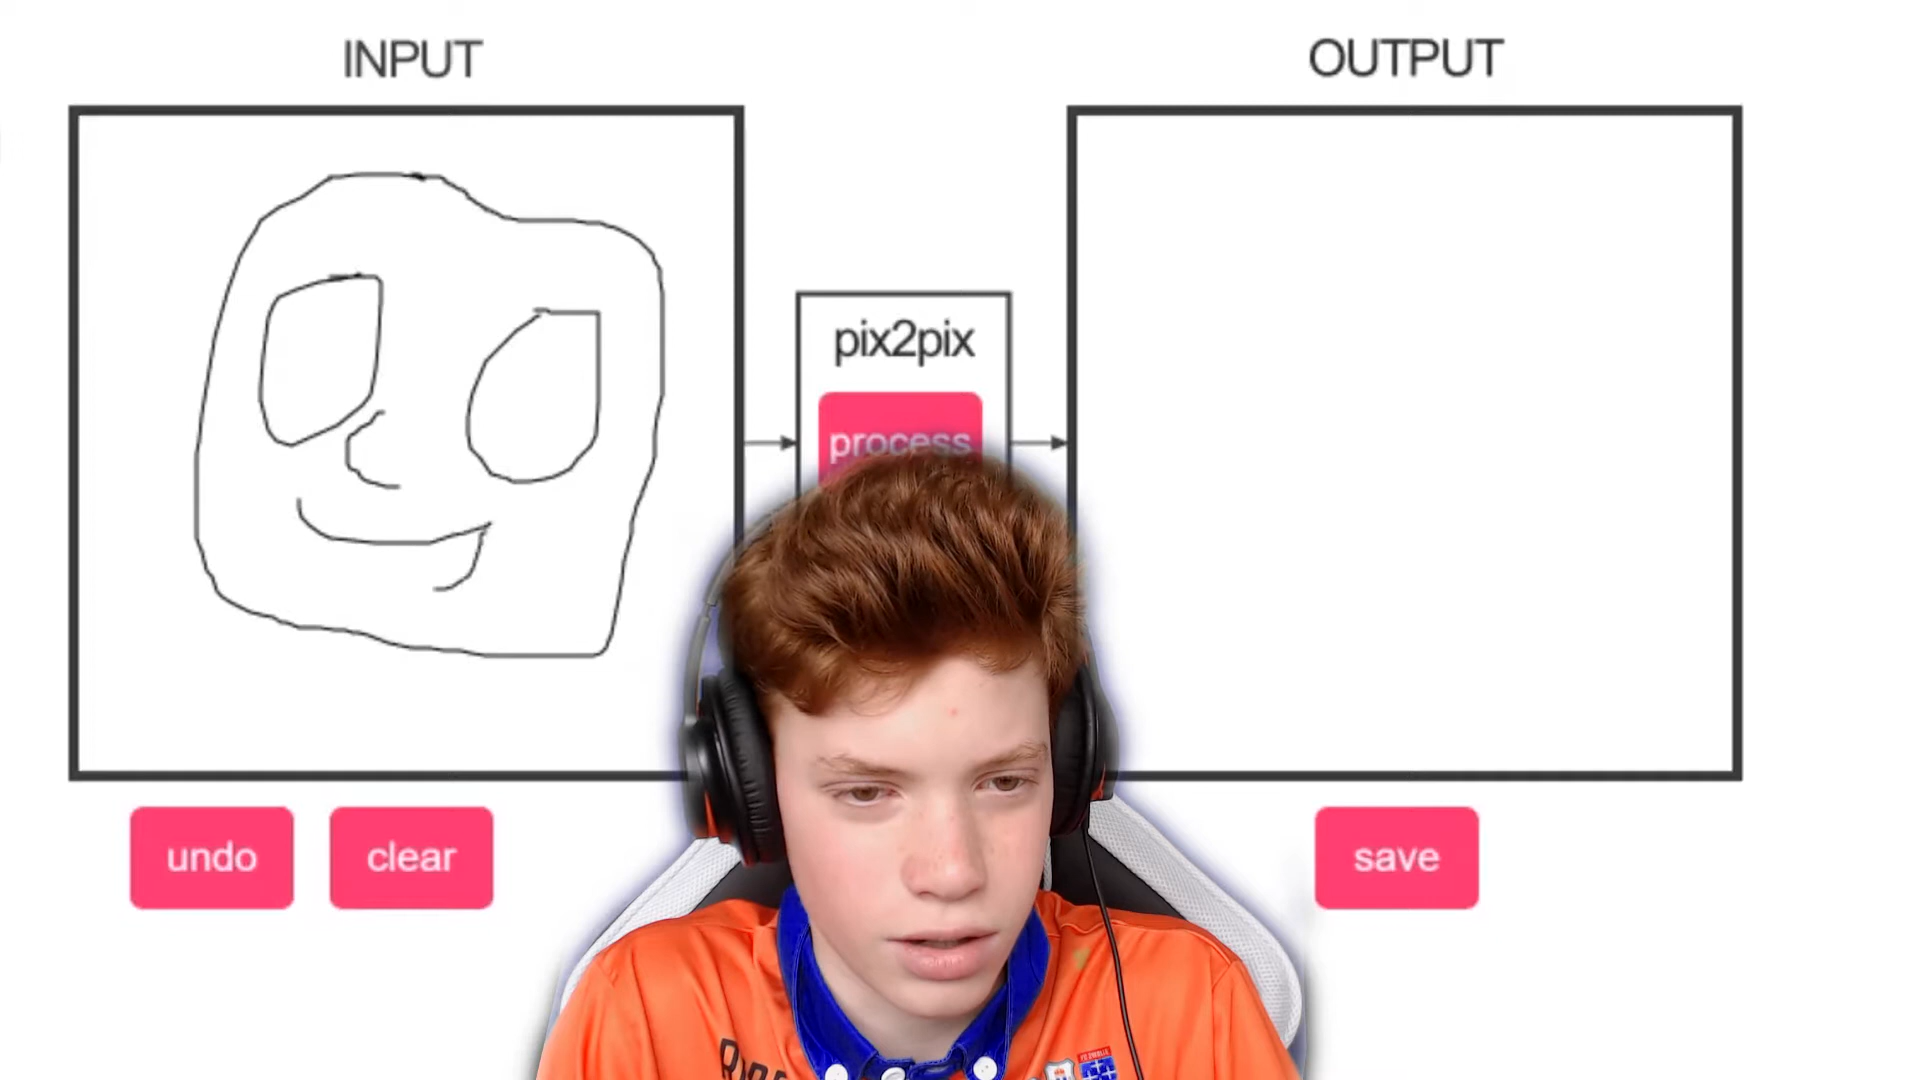 INPUT
OUTPUT
pix2pix
process
undo
clear
save